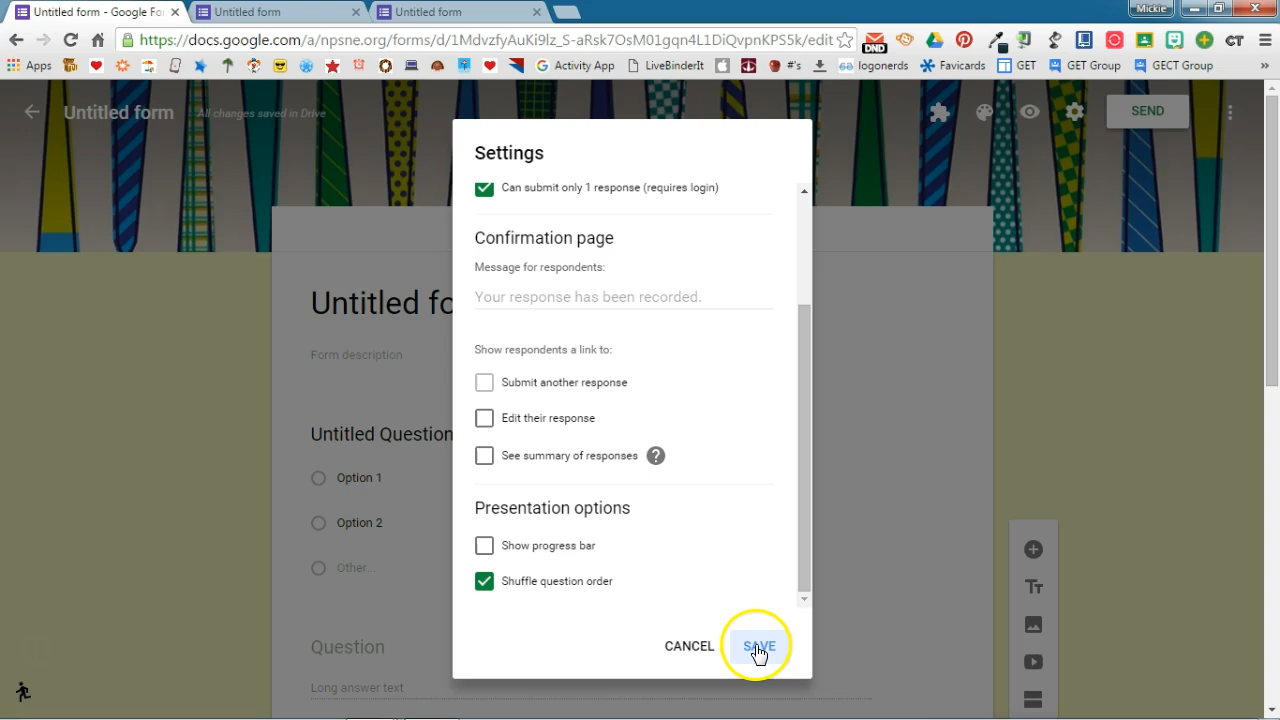 Untitled form - Google Fo
Untitled form
Untitled form
Mickie
https://docs.google.com/a/npsne.org/forms/d/1MdvzfyAuKi9Iz_S-aRsk7OsM01gqn4L1DiQvpnKPS5k/edit
DND
CT
Apps
Activity App
LiveBinderIt
#'s
logonerds
Favicards
GET
GET Group
GECT Group
»
Untitled form
All changes saved in Drive
SEND
Settings
Can submit only 1 response (requires login)
Confirmation page
Message for respondents:
Your response has been recorded.
Show respondents a link to:
Submit another response
Edit their response
See summary of responses
?
Presentation options
Show progress bar
Shuffle question order
CANCEL
SAVE
Untitled fo
Form description
Untitled Question
Option 1
Option 2
Other...
Question
Long answer text
Tт